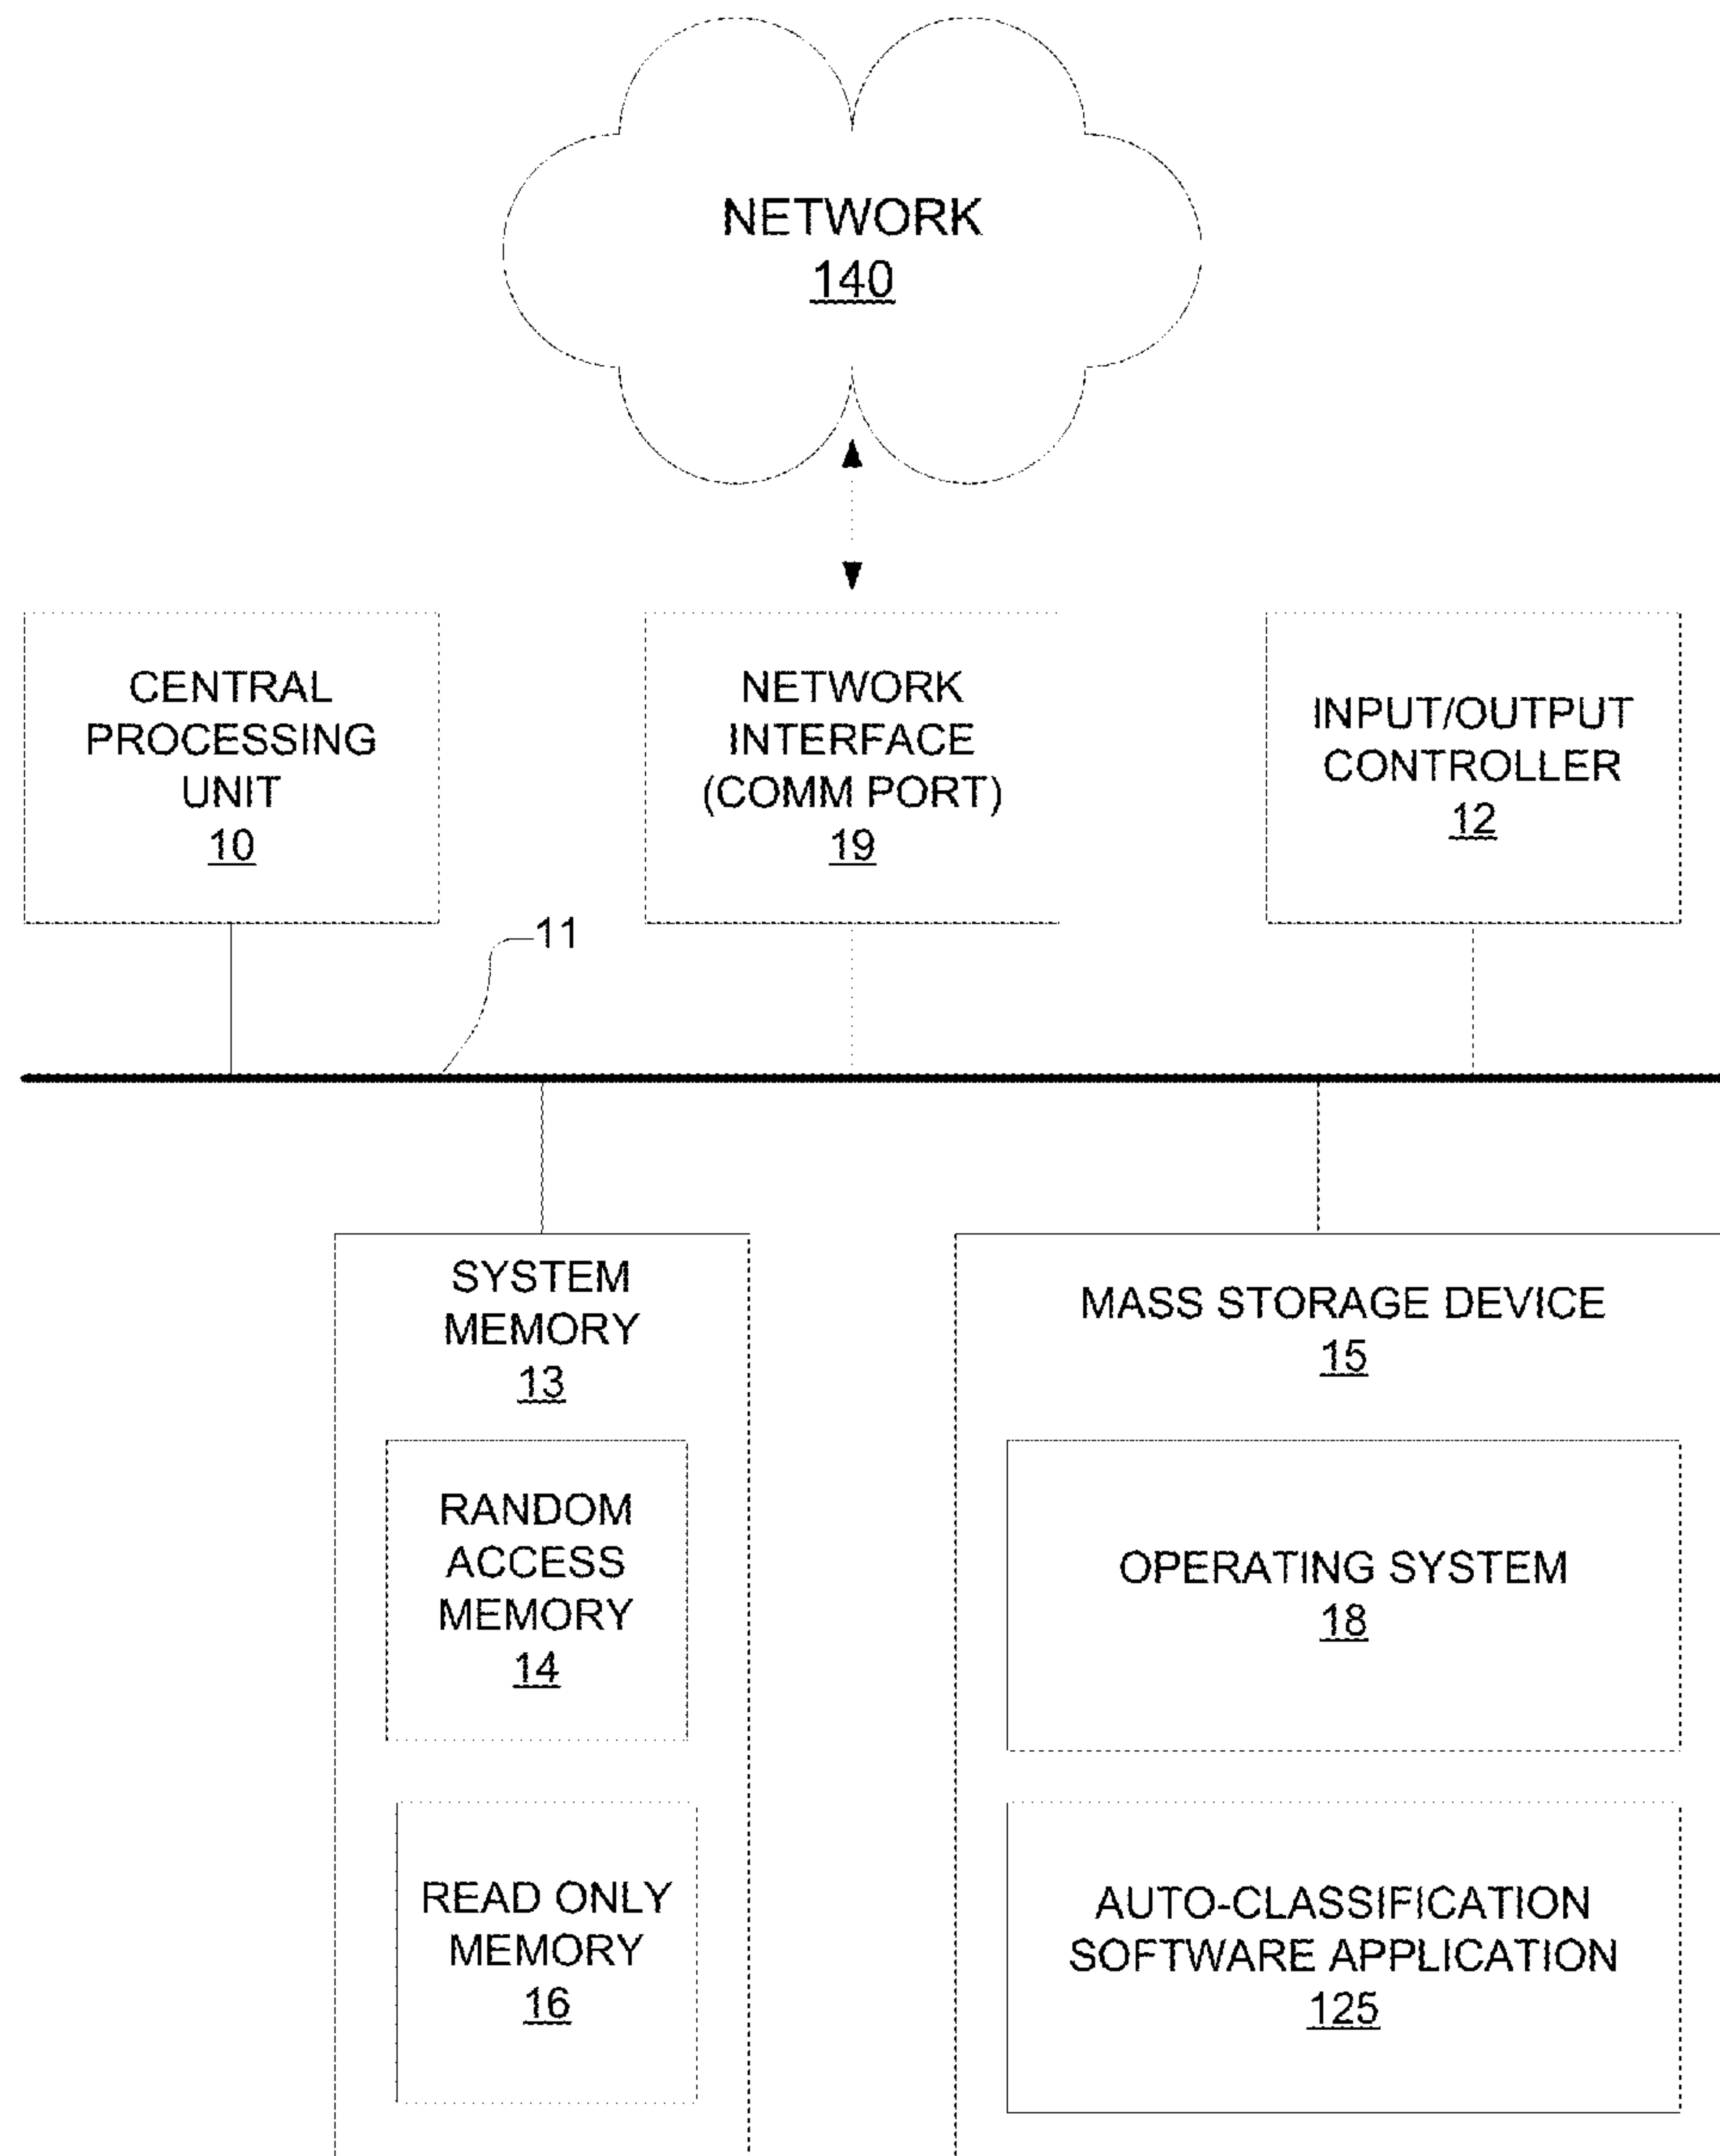 NETWORK
140
CENTRAL
PROCESSING
UNIT
10
NETWORK
INTERFACE
(COMM PORT)
19
INPUT/OUTPUT
CONTROLLER
12
11
SYSTEM
MEMORY
13
RANDOM
ACCESS
MEMORY
14
READ ONLY
MEMORY
16
MASS STORAGE DEVICE
15
OPERATING SYSTEM
18
AUTO-CLASSIFICATION
SOFTWARE APPLICATION
125